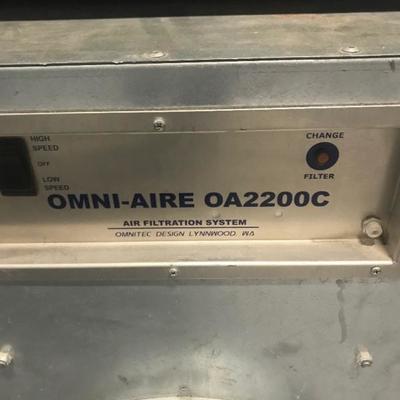 HIGH
SPEED
OFF
LOW
SPEED
CHANGE
FILTER
OMNI-AIRE OA2200C
AIR FILTRATION SYSTEM
OMNITEC DESIGN LYNNWOOD, WA